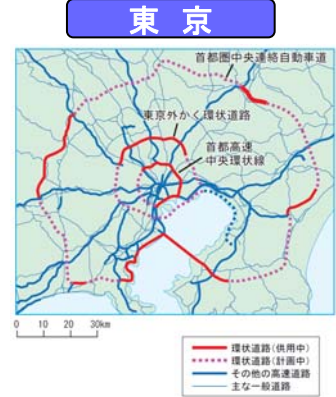 東 京
首都圏中央連絡自動車道
東京外かく環状道路
首都高速
中央環状線
0 10 20 30km
環状道路(供用中)
環状道路(計画中)
その他の高速道路
主な一般道路